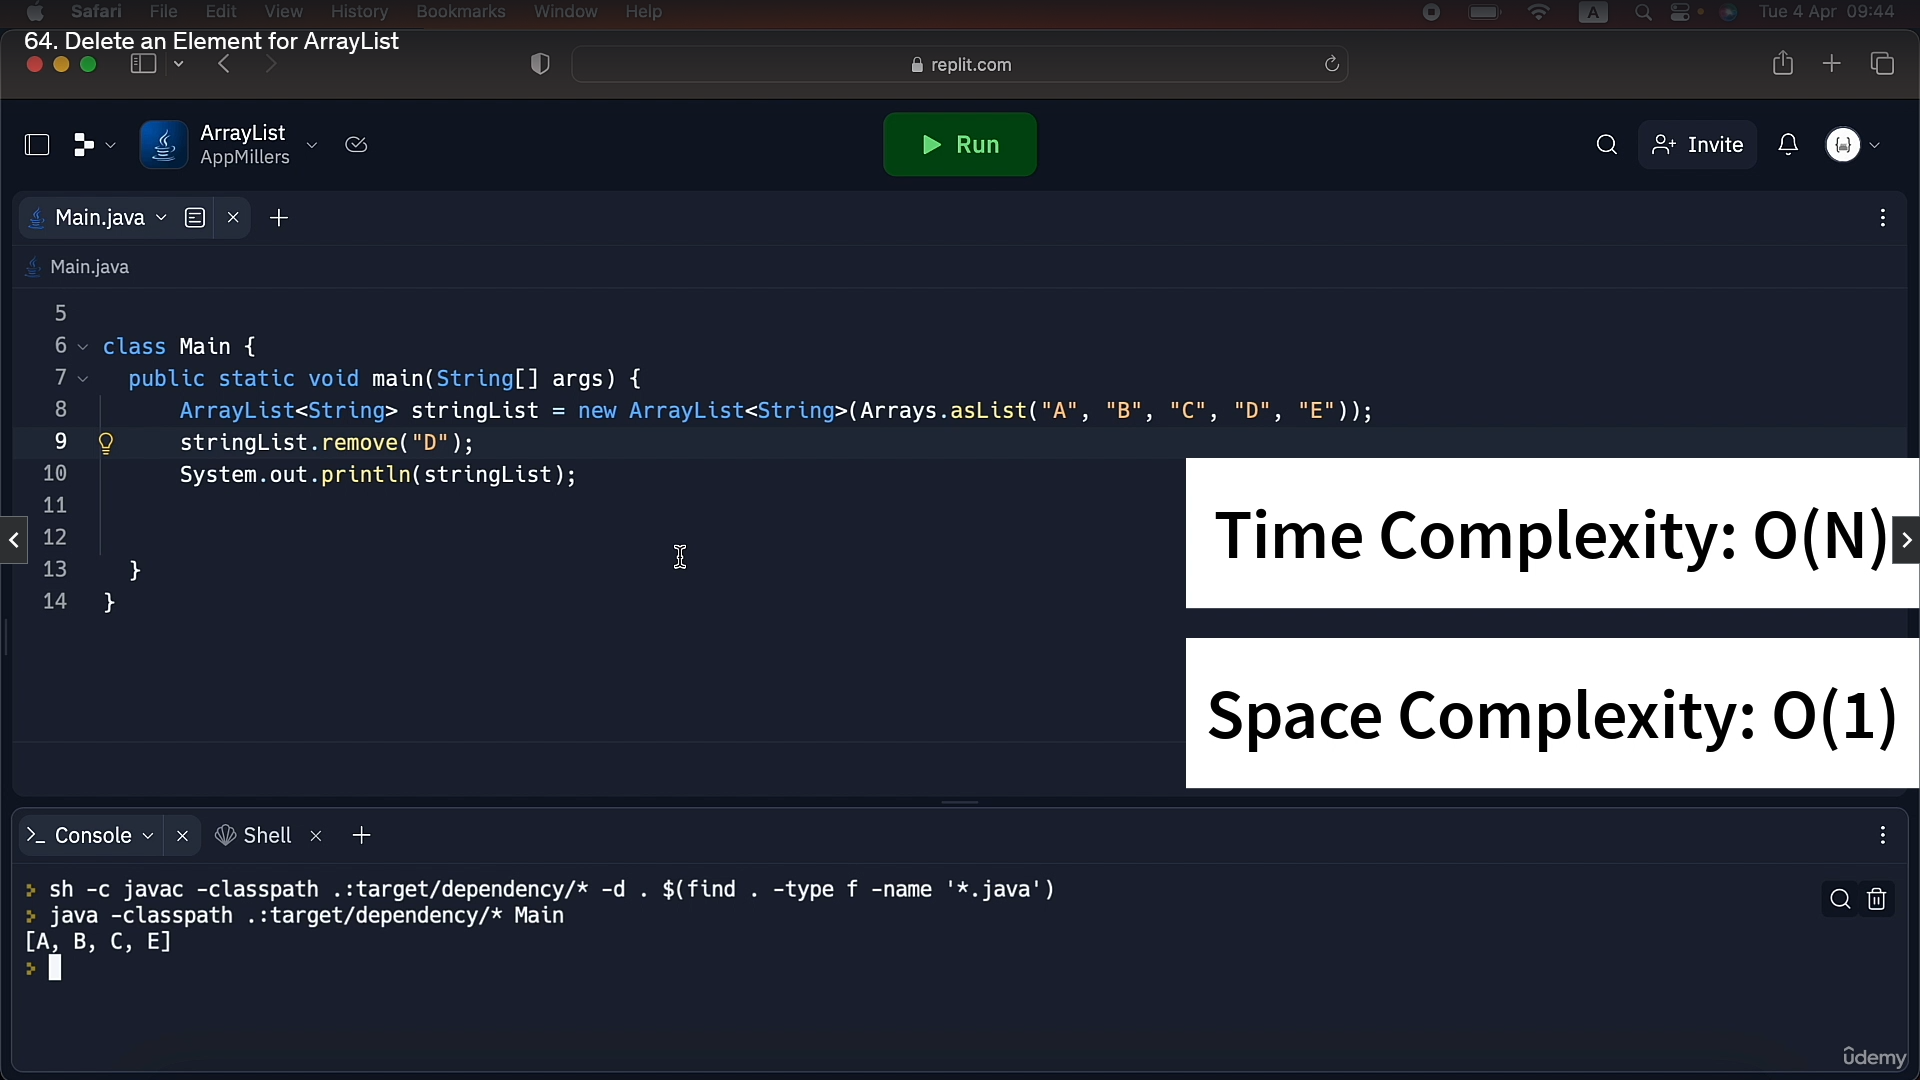 Safari File Edit View History Bookmarks Window Help A Tue 4 Apr 09:44
64. Delete an Element for ArrayList
replit.com
ArrayList
AppMillers
Run
Invite
Main.java
Main.java
5
6 class Main {
7 public static void main(String[] args) {
8 ArrayList<String> stringList = new ArrayList<String>(Arrays.asList("A", "B", "C", "D", "E"));
9 stringList.remove("D");
10 System.out.println(stringList);
11
12
13 }
14 }
Time Complexity: O(N)
Space Complexity: O(1)
>_ Console Shell
sh -c javac -classpath .:target/dependency/* -d . $(find . -type f -name '*.java')
java -classpath .:target/dependency/* Main
[A, B, C, E]
ûdemy